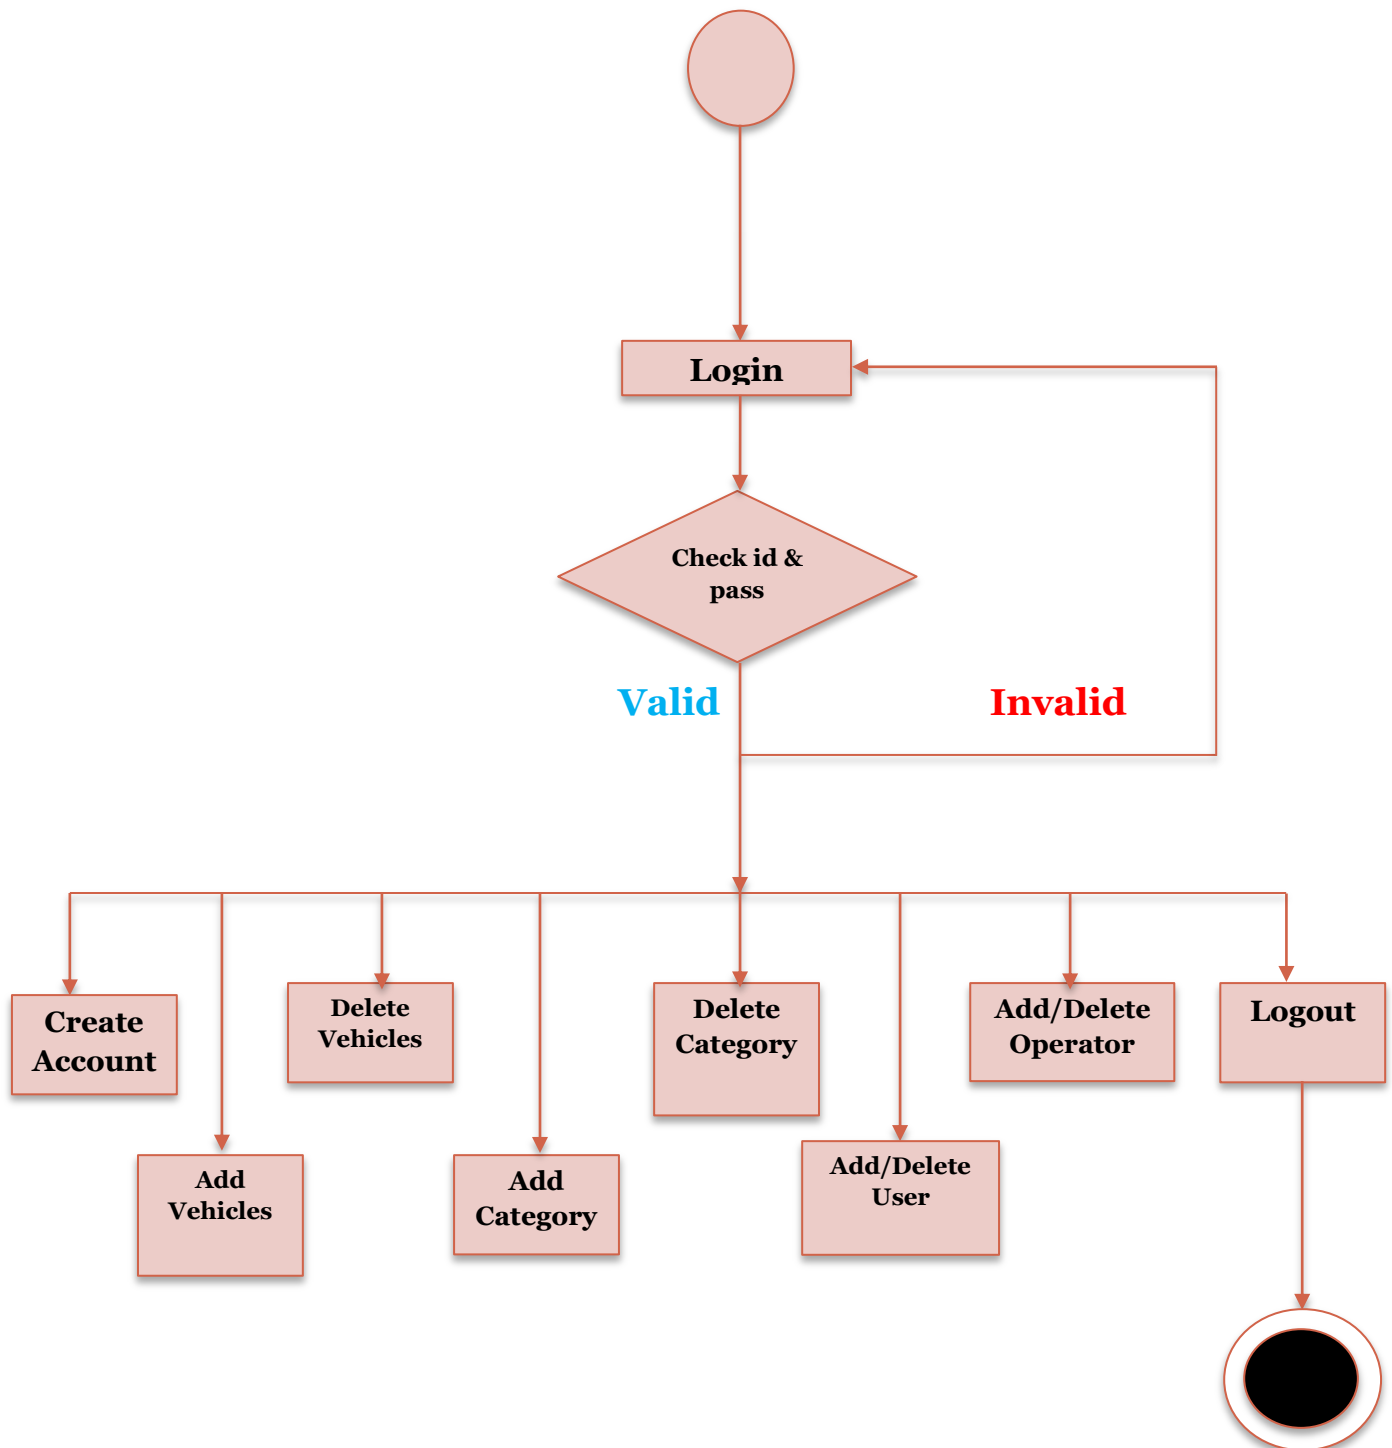 Login
Check id &
pass
Valid
Invalid
Create
Account
Delete
Vehicles
Delete
Category
Add/Delete
Operator
Logout
Add
Vehicles
Add
Category
Add/Delete
User